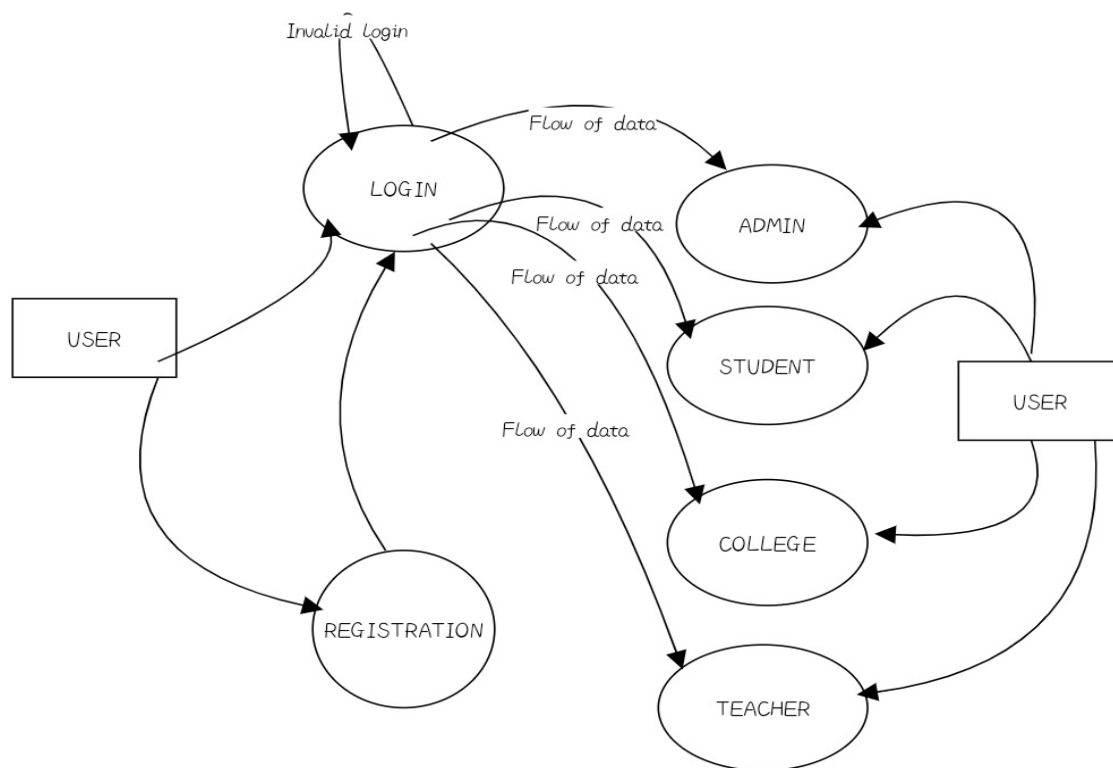 Invalid login
Flow of data
LOGIN
ADMIN
Flow of data
Flow of data
USER
STUDENT
USER
Flow of data
COLLEGE
REGISTRATION
TEACHER